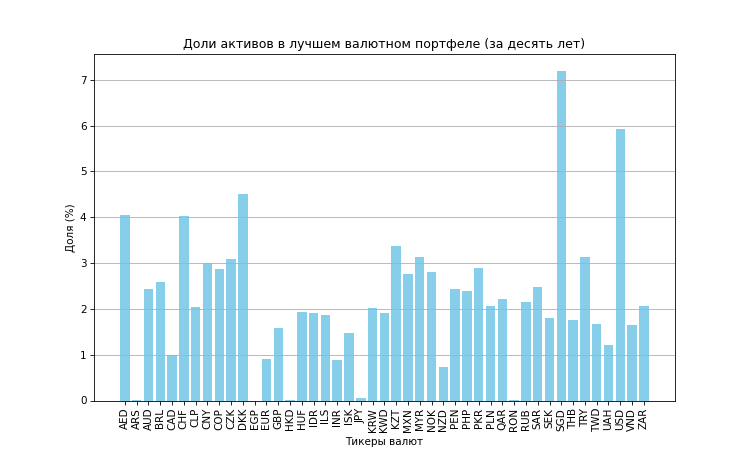 Доли активов в лучшем валютном портфеле (за десять лет)
Доля (%)
7
6
5
4
3
2
1
0
AED
ARS
AUD
BRL
CAD
CHF
CLP
CNY
COP
CZK
DKK
EGP
EUR
GBP
HKD
HUF
IDR
ILS
INR
ISK
JPY
KRW
KWD
KZT
MXN
MYR
NOK
NZD
PEN
PHP
PKR
PLN
QAR
RON
RUB
SAR
SEK
SGD
THB
TRY
TWD
UAH
USD
VND
ZAR
Тикеры валют